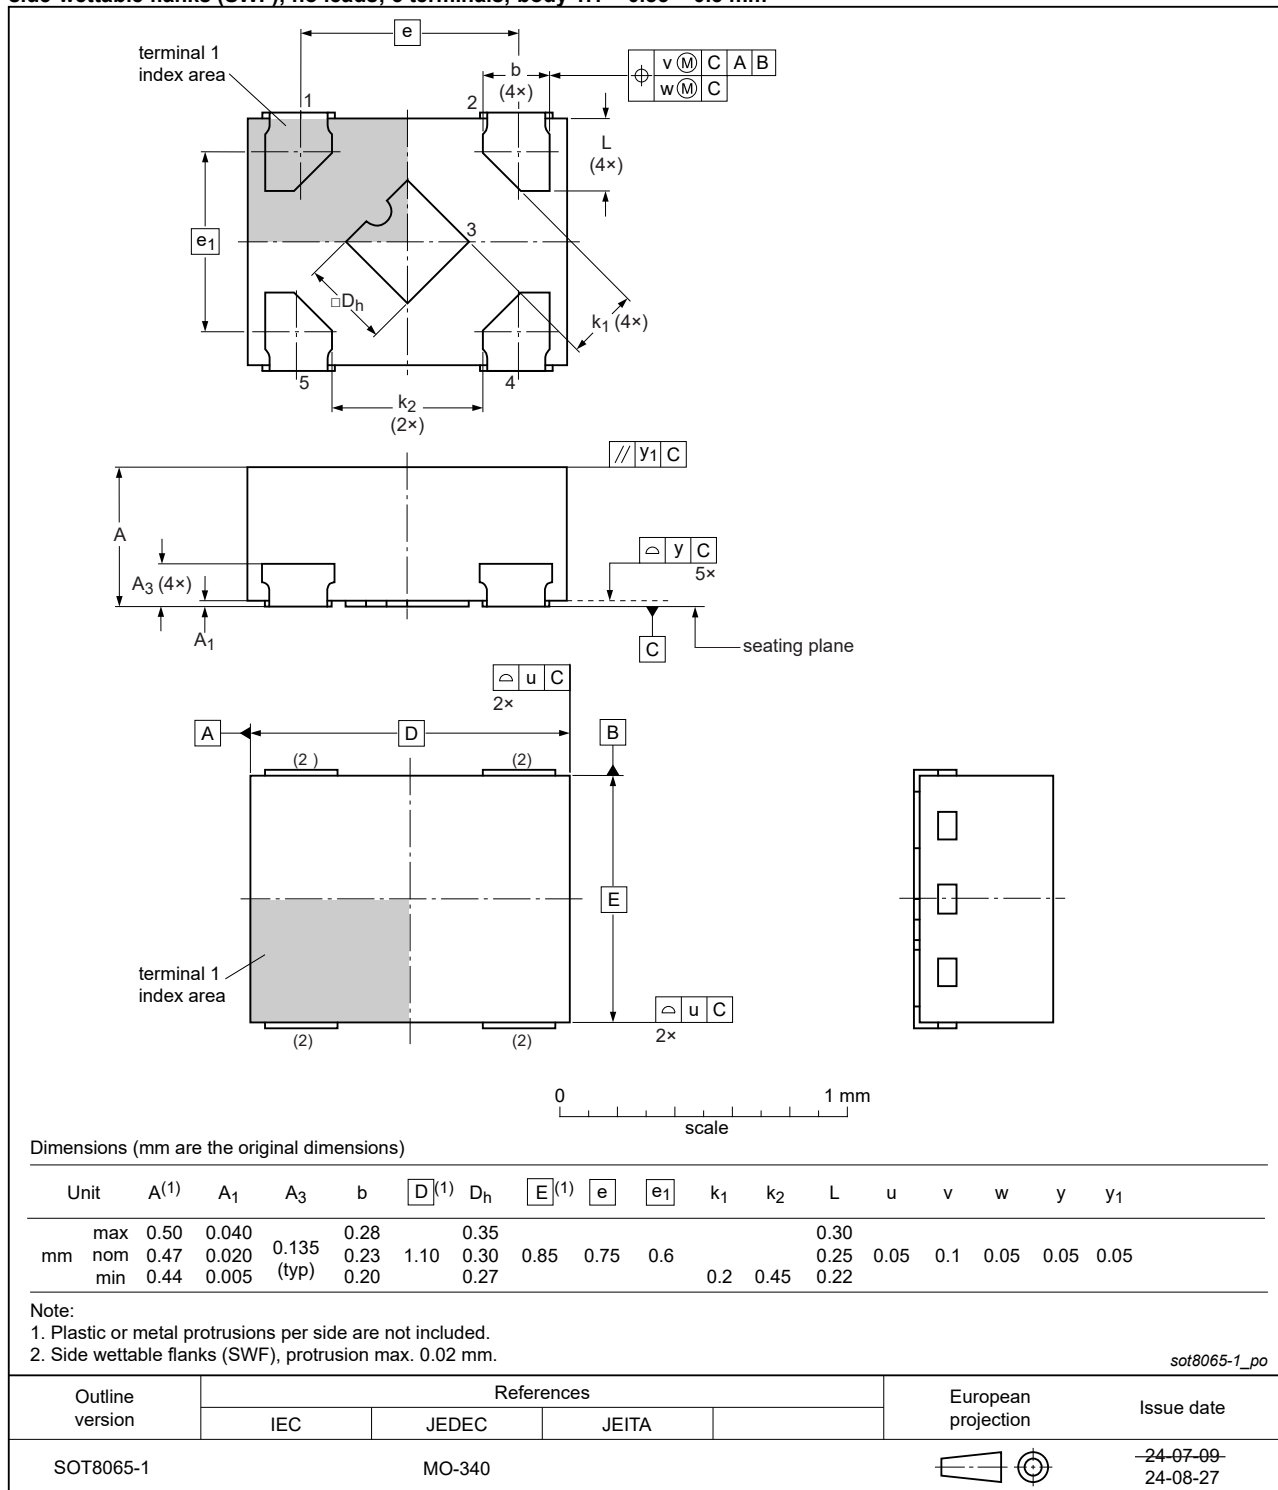 terminal 1
index area
e
b
(4×)
v Ⓜ C A B
w Ⓜ C
1
2
L
(4×)
e1
3
□Dh
k1 (4×)
5
4
k2
(2×)
// y1 C
A
A3 (4×)
A1
y C
5×
C
seating plane
u C
2×
A
D
B
(2 )
(2)
E
terminal 1
index area
u C
2×
(2)
(2)
0
1 mm
scale
Dimensions (mm are the original dimensions)
Unit A(1) A1 A3 b D(1) Dh E(1) e e1 k1 k2 L u v w y y1
max 0.50 0.040 0.28 0.35 0.30
mm nom 0.47 0.020 0.135 (typ) 0.23 1.10 0.30 0.85 0.75 0.6 0.25 0.05 0.1 0.05 0.05 0.05
min 0.44 0.005 0.20 0.27 0.2 0.45 0.22
Note:
1. Plastic or metal protrusions per side are not included.
2. Side wettable flanks (SWF), protrusion max. 0.02 mm.
sot8065-1_po
Outline version
References
European projection
Issue date
IEC JEDEC JEITA
SOT8065-1
MO-340
24-07-09
24-08-27